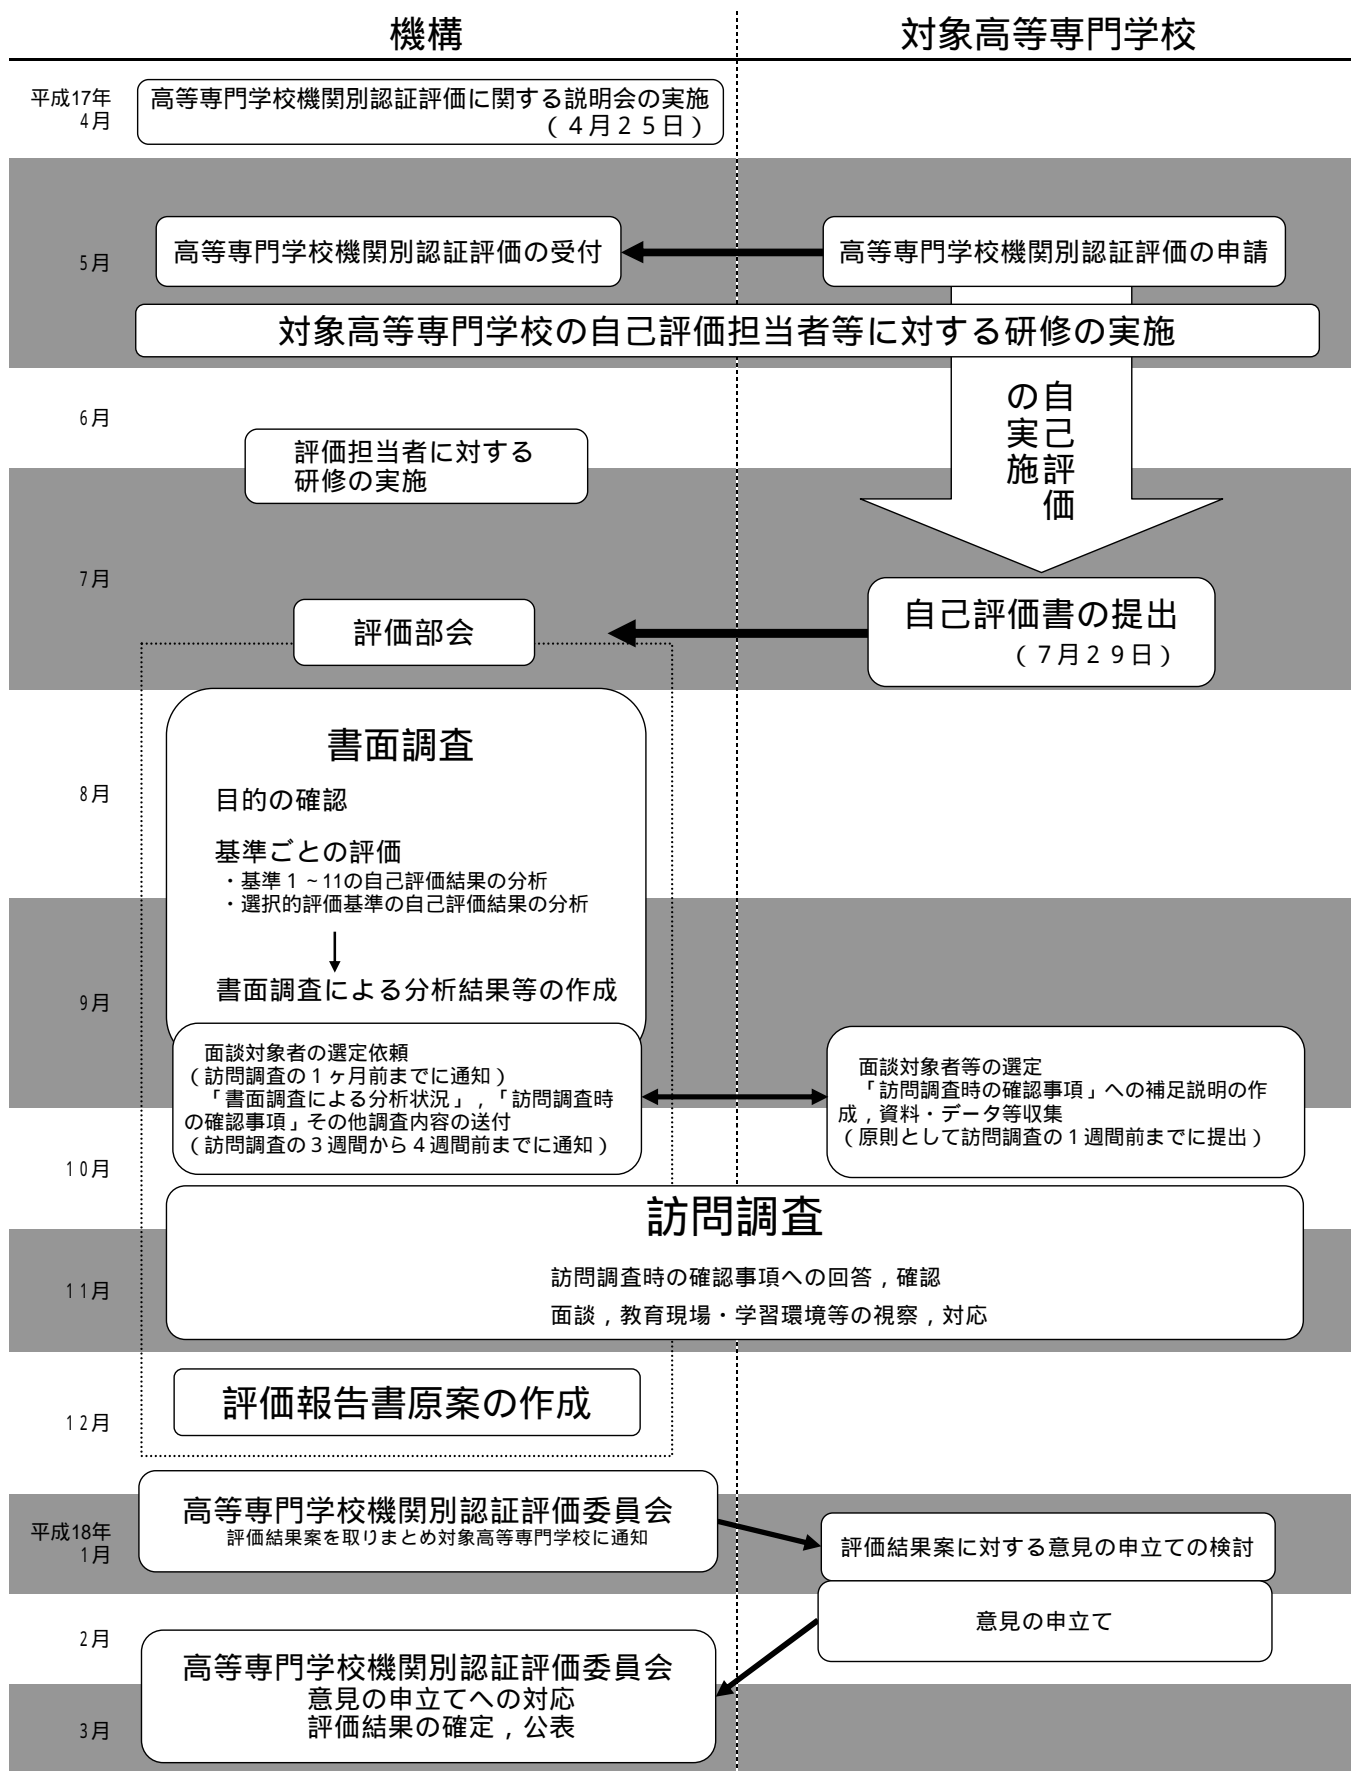 機構
対象高等専門学校
平成17年
4月
高等専門学校機関別認証評価に関する説明会の実施
（4月25日）
5月
高等専門学校機関別認証評価の受付
高等専門学校機関別認証評価の申請
対象高等専門学校の自己評価担当者等に対する研修の実施
自己評価
の実施
6月
評価担当者に対する
研修の実施
7月
評価部会
自己評価書の提出
（7月29日）
書面調査
8月
目的の確認
基準ごとの評価
・基準1～11の自己評価結果の分析
・選択的評価基準の自己評価結果の分析
9月
書面調査による分析結果等の作成
面談対象者の選定依頼
（訪問調査の1ヶ月前までに通知）
「書面調査による分析状況」，「訪問調査時
の確認事項」その他調査内容の送付
（訪問調査の3週間から4週間前までに通知）
面談対象者等の選定
「訪問調査時の確認事項」への補足説明の作
成，資料・データ等収集
（原則として訪問調査の1週間前までに提出）
10月
訪問調査
11月
訪問調査時の確認事項への回答，確認
面談，教育現場・学習環境等の視察，対応
評価報告書原案の作成
12月
高等専門学校機関別認証評価委員会
評価結果案を取りまとめ対象高等専門学校に通知
平成18年
1月
評価結果案に対する意見の申立ての検討
意見の申立て
2月
高等専門学校機関別認証評価委員会
意見の申立てへの対応
評価結果の確定，公表
3月